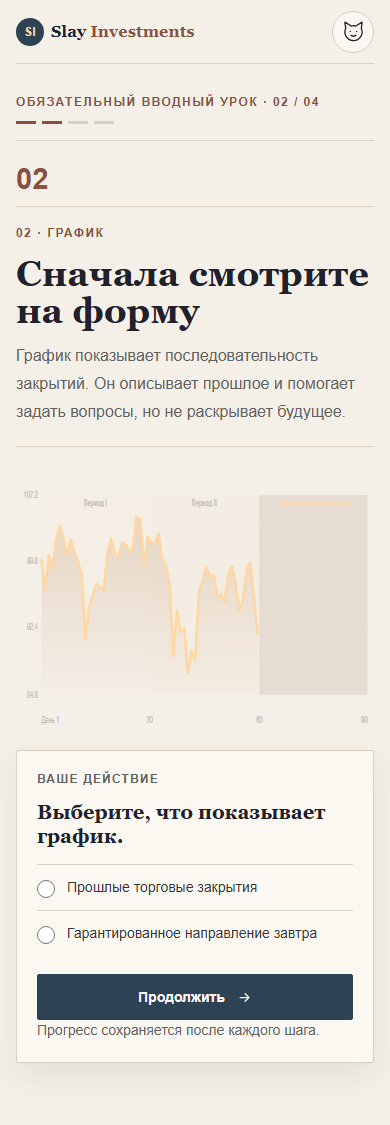 SI Slay Investments
ОБЯЗАТЕЛЬНЫЙ ВВОДНЫЙ УРОК · 02 / 04
02
02 · ГРАФИК
Сначала смотрите
на форму
График показывает последовательность
закрытий. Он описывает прошлое и помогает
задать вопросы, но не раскрывает будущее.
107.2
Период I
Период II
99.8
92.4
84.8
День 1
30
60
90
ВАШЕ ДЕЙСТВИЕ
Выберите, что показывает
график.
Прошлые торговые закрытия
Гарантированное направление завтра
Продолжить →
Прогресс сохраняется после каждого шага.